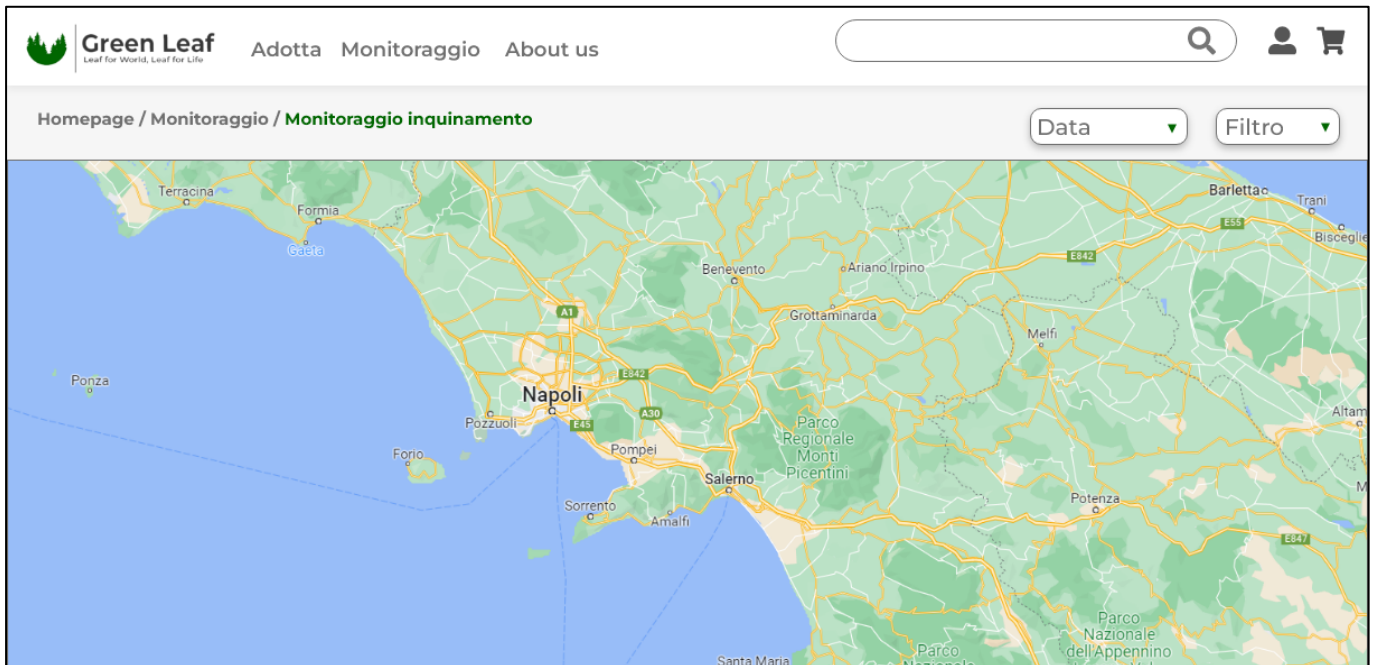 Green Leaf
Leaf for World, Leaf for Life
Adotta Monitoraggio About us
Homepage / Monitoraggio / Monitoraggio inquinamento
Data ▼
Filtro ▼
Terracina
Formia
Gaeta
Barletta
Trani
E55
Bisceglie
E842
Benevento
Ariano Irpino
A1
Grottaminarda
Melfi
Ponza
E842
Napoli
A30
Altam
Pozzuoli
E45
Parco
Regionale
Monti
Picentini
Forio
Pompei
Salerno
M
Sorrento
Amalfi
Potenza
E847
Parco
Nazionale
dell'Appennino
Parco
Santa Maria